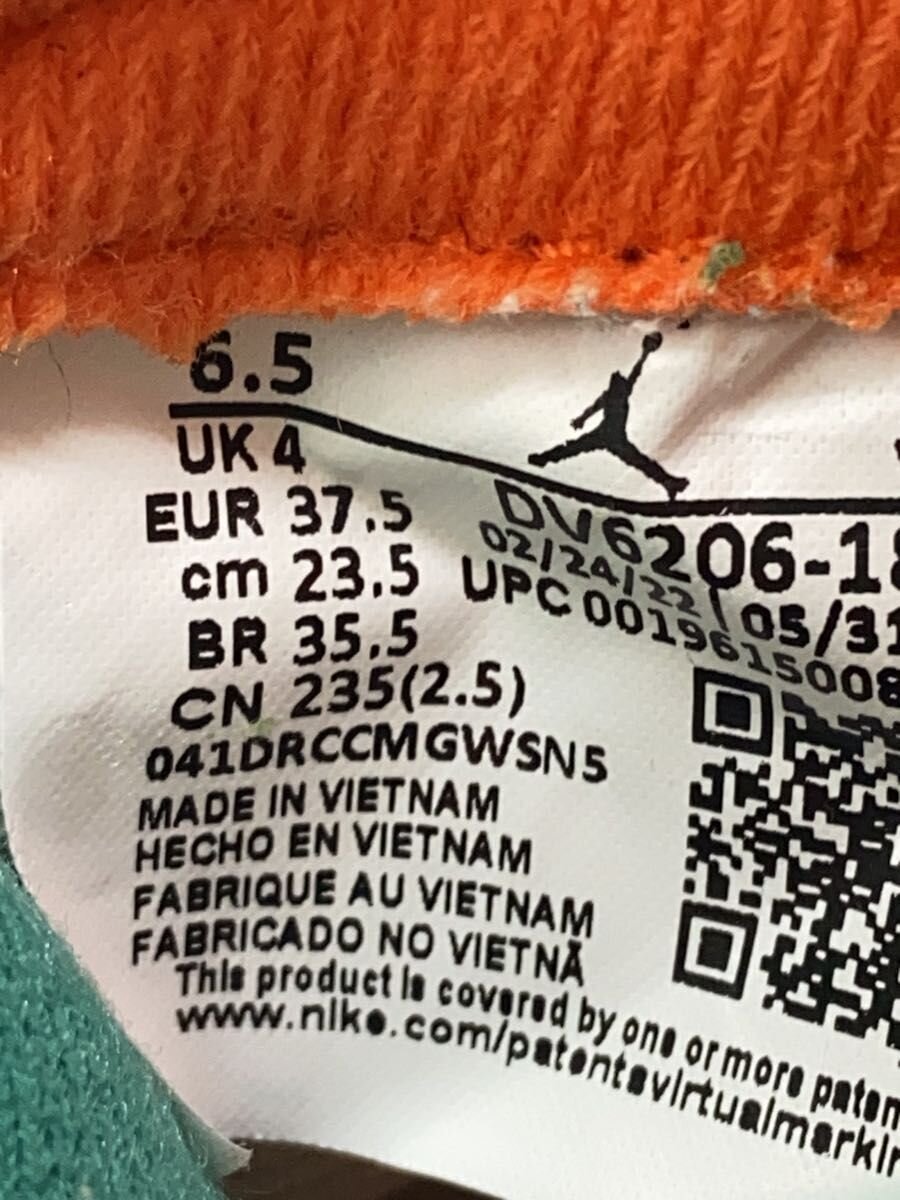 6.5
UK 4
EUR 37.5
cm 23.5
BR 35.5
CN 235(2.5)
041DRCCMGWSN5
MADE IN VIETNAM
HECHO EN VIETNAM
FABRIQUE AU VIETNAM
FABRICADO NO VIETNÃ
This product is covered by one or more
www.nike.com/patents
DV6206-18
02/24/22 05/31
UPC 0019615008